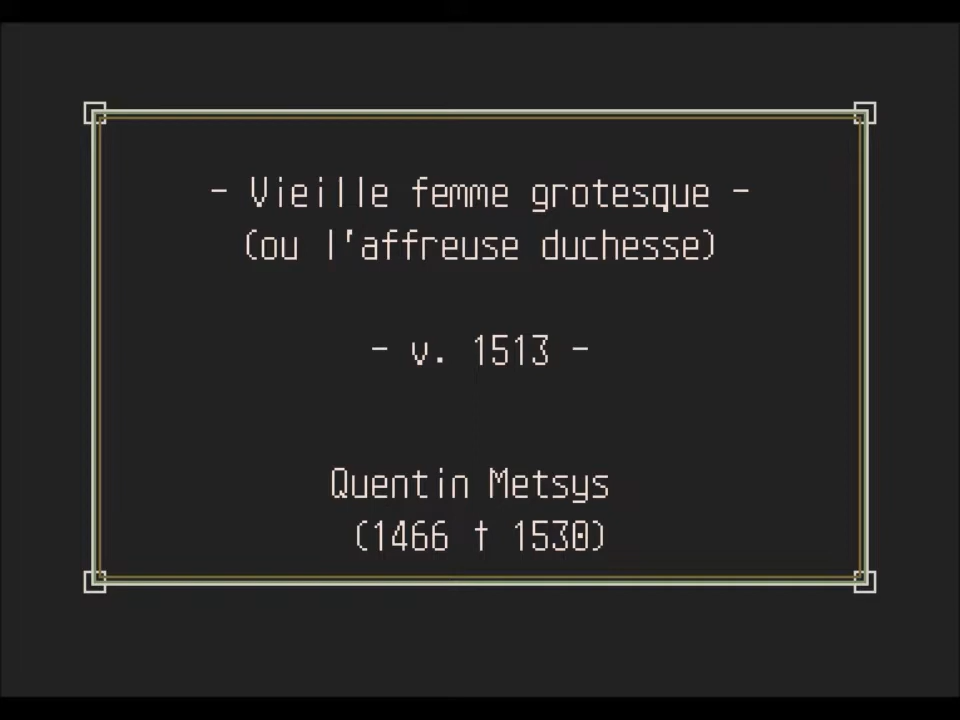 - Vieille femme grotesque -
(ou l'affreuse duchesse)
- v. 1513 -
Quentin Metsys
(1466 † 1530)